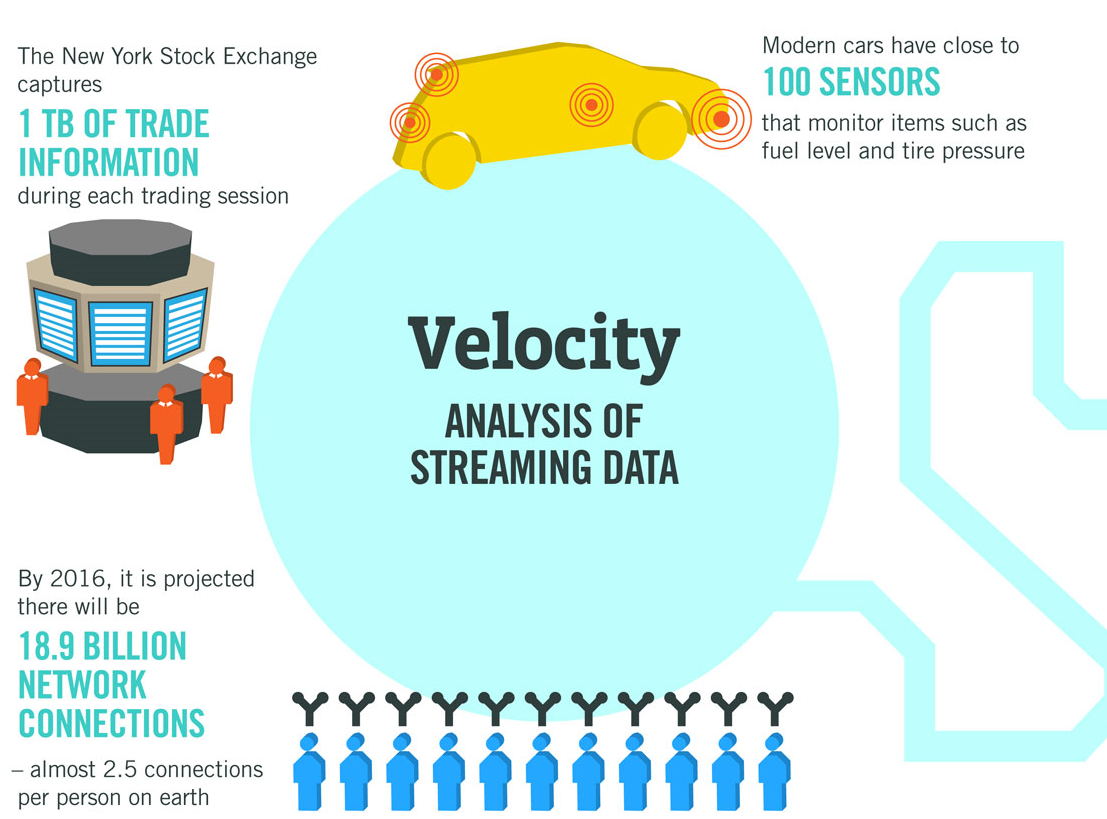 The New York Stock Exchange
captures
1 TB OF TRADE
INFORMATION
during each trading session
Modern cars have close to
100 SENSORS
that monitor items such as
fuel level and tire pressure
Velocity
ANALYSIS OF
STREAMING DATA
By 2016, it is projected
there will be
18.9 BILLION
NETWORK
CONNECTIONS
– almost 2.5 connections
per person on earth